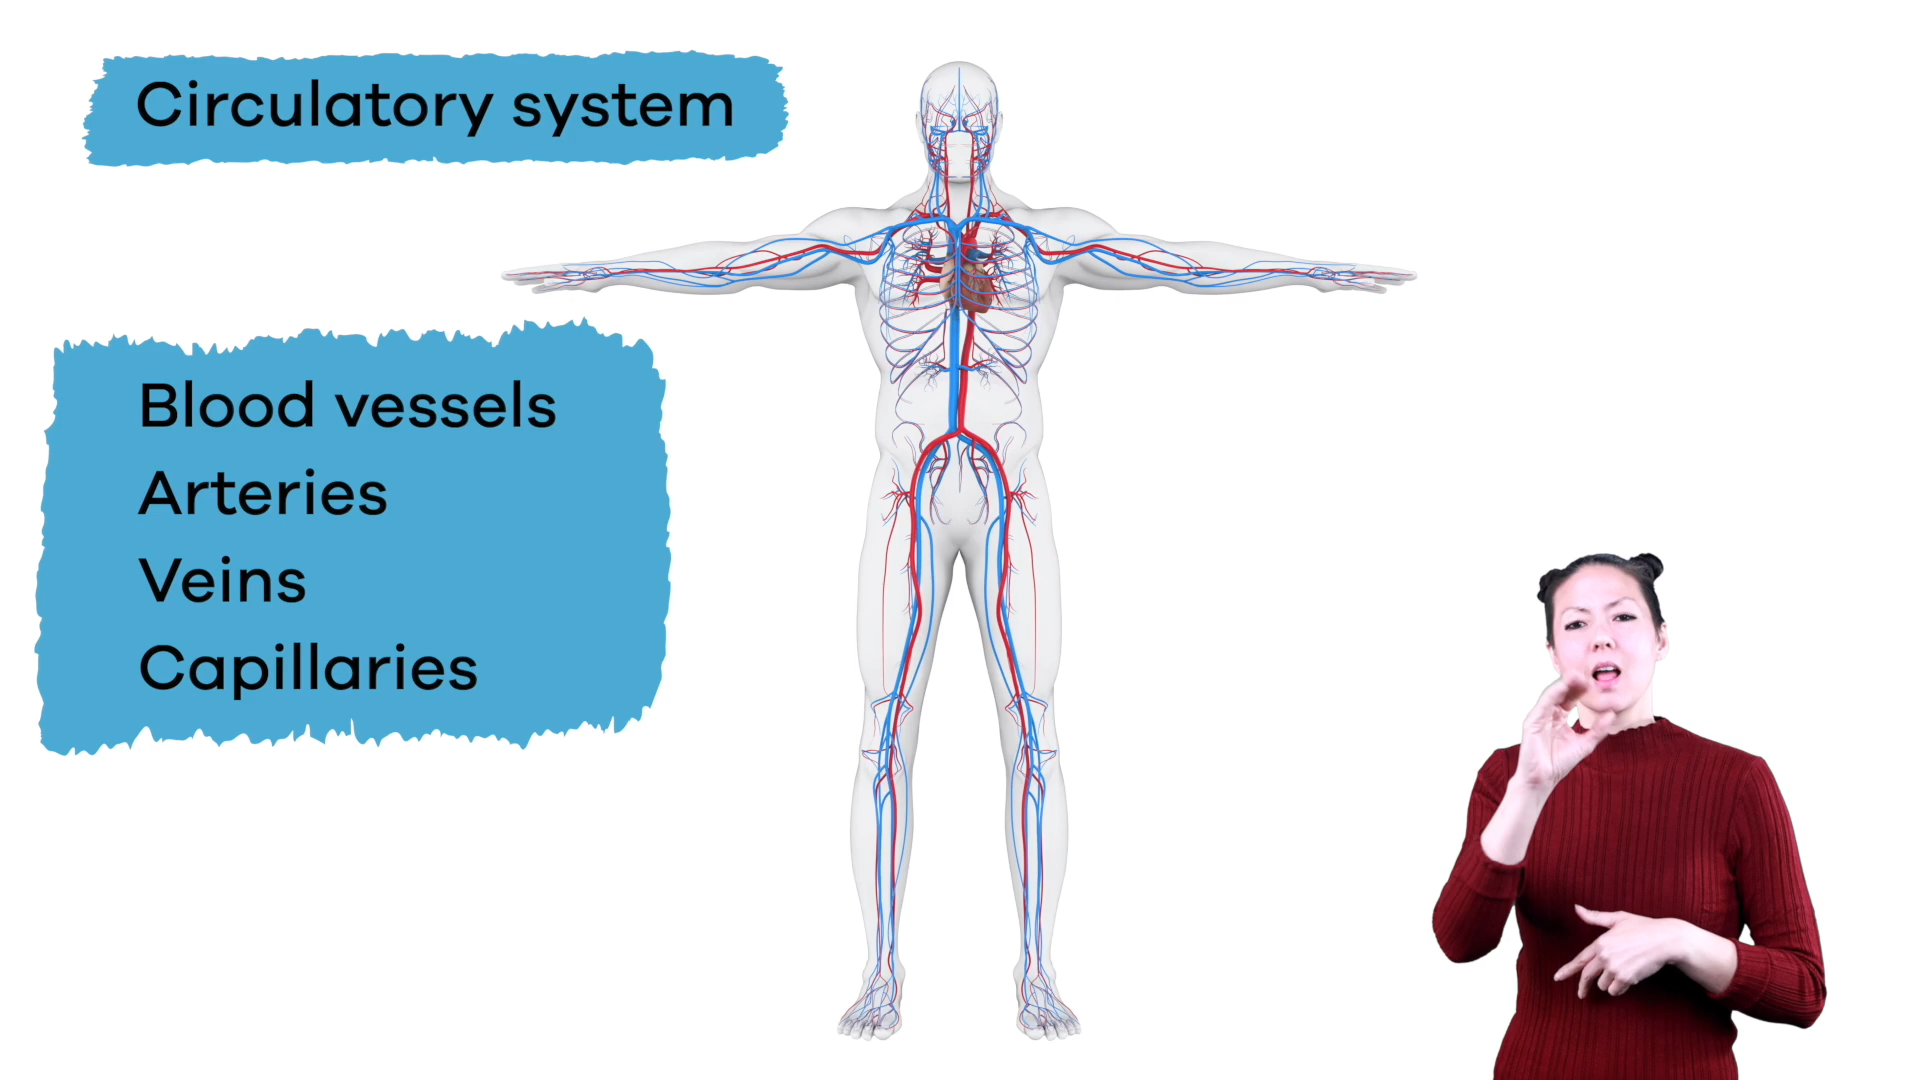 Circulatory system
Blood vessels
Arteries
Veins
Capillaries